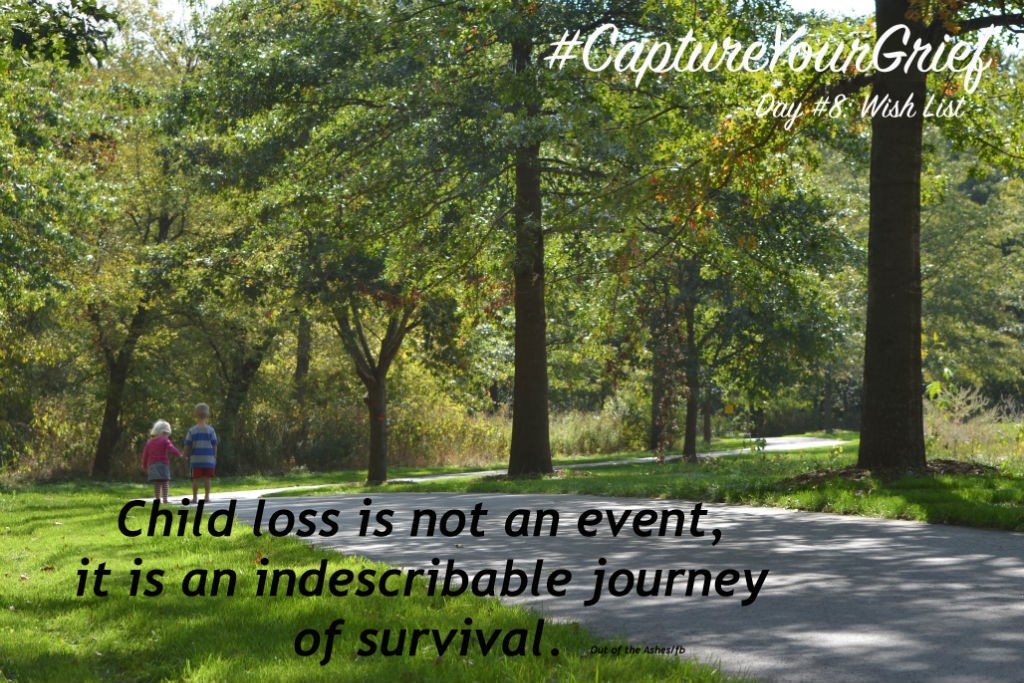 #CaptureYourGrief
Day #8 Wish List
Child loss is not an event,
it is an indescribable journey
of survival.
Out of the Ashes/fb